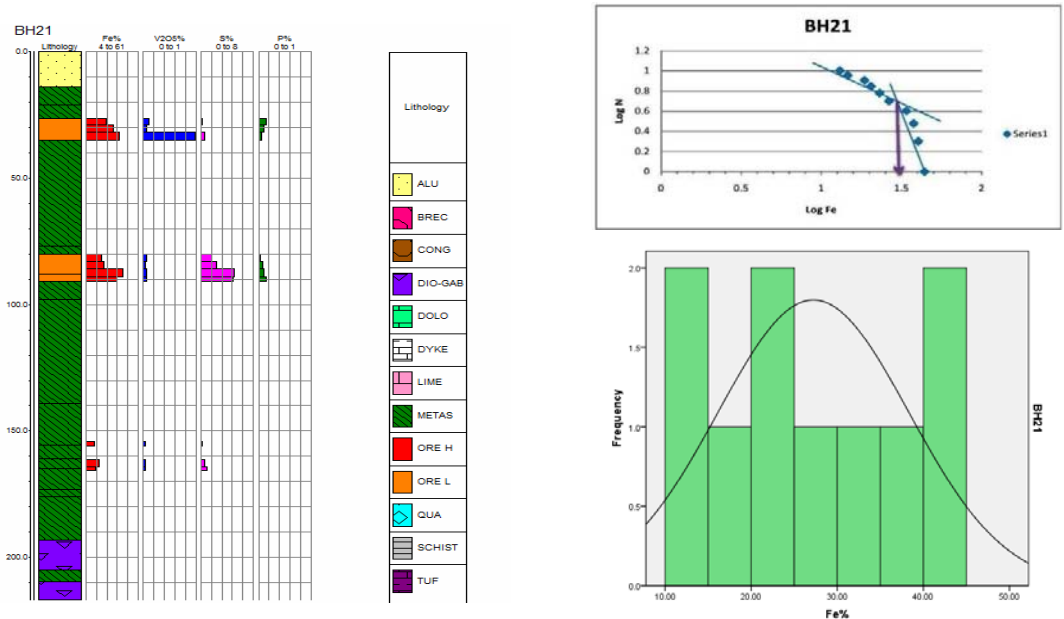 BH21
Lithology
Fe%
4 to 61
V2O5%
0 to 1
S%
0 to 8
P%
0 to 1
0.0
50.0
100.0
150.0
200.0
Lithology
ALU
BREC
CONG
DIO-GAB
DOLO
DYKE
LIME
METAS
ORE H
ORE L
QUA
SCHIST
TUF
BH21
Log N
1.2
1
0.8
0.6
0.4
0.2
0
0 0.5 1 1.5 2
Log Fe
Series1
Frequency
2.0
1.5
1.0
0.5
0.0
10.00 20.00 30.00 40.00 50.00
Fe%
BH21